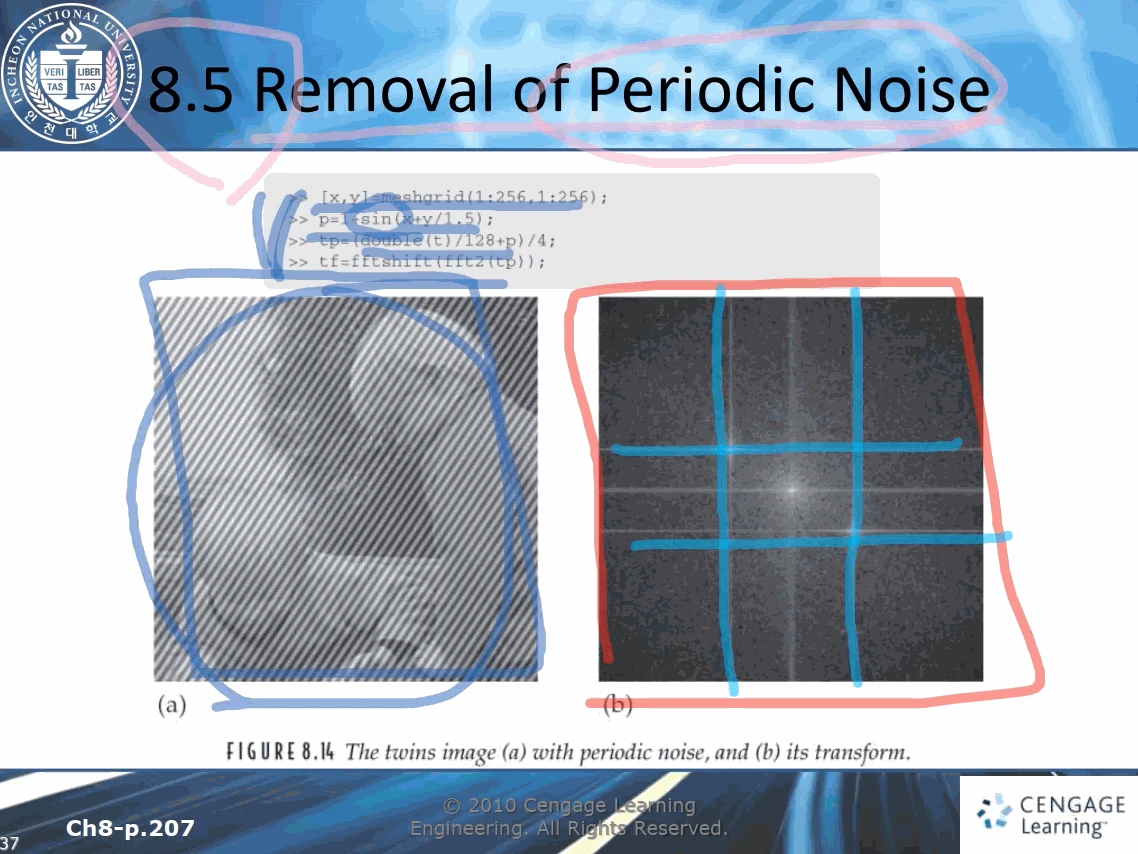 INCHEON NATIONAL UNIVERSITY
VERI LIBER
TAS TAS
인천대학교
8.5 Removal of Periodic Noise
>> [x,y]=meshgrid(1:256,1:256);
>> p=1+sin(x+y/1.5);
>> tp=(double(t)/128+p)/4;
>> tf=fftshift(fft2(tp));
(a) (b)
FIGURE 8.14 The twins image (a) with periodic noise, and (b) its transform.
© 2010 Cengage Learning
Engineering. All Rights Reserved.
Ch8-p.207
37
CENGAGE
Learning™